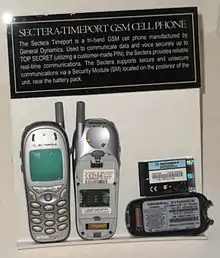 SECTERA-TIMEPORT GSM CELL PHONE
The Sectera Timeport is a tri-band GSM cell phone manufactured by
General Dynamics. Used to communicate data and voice securely up to
TOP SECRET (utilizing a customer-made PIN), the Sectera provides reliable
real-time communications. The Sectera supports secure and unsecure
communications via a Security Module (SM) located on the posterior of the
unit, near the battery pack.
MOTOROLA
GENERAL DYNAMICS